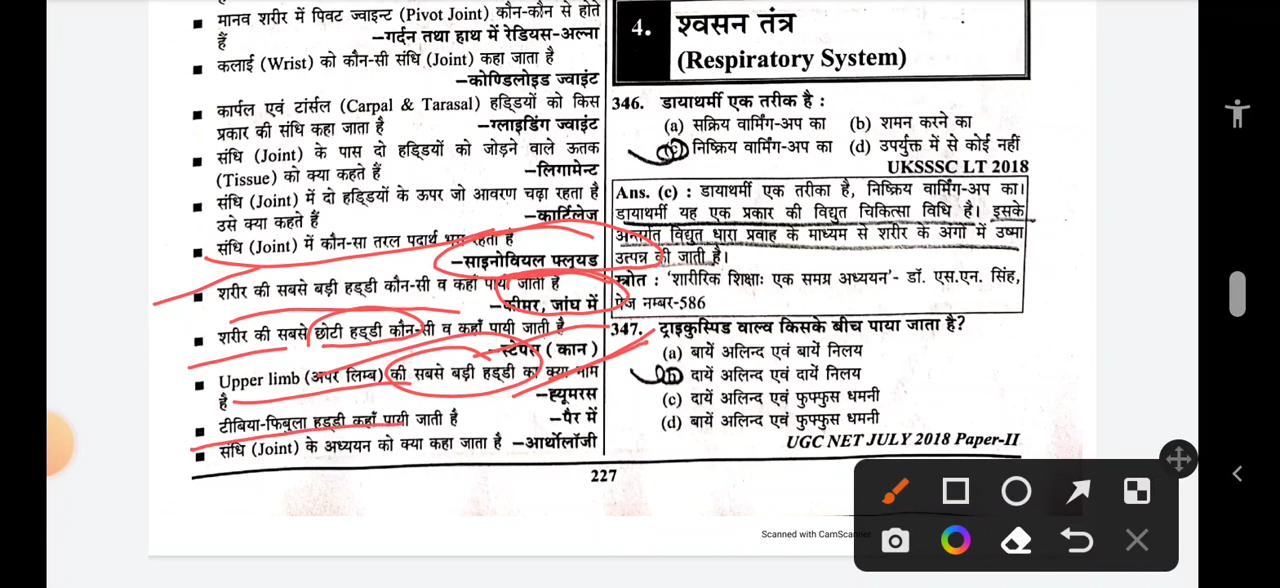 मानव शरीर में पिवट ज्वाइन्ट (Pivot Joint) कौन-कौन से होते
हैं –गर्दन तथा हाथ में रेडियस-अल्ना
कलाई (Wrist) को कौन-सी संधि (Joint) कहा जाता है
–कोण्डिलोइड ज्वाइंट
कार्पल एवं टार्सल (Carpal & Tarasal) हड्डियों को किस
प्रकार की संधि कहा जाता है –ग्लाइडिंग ज्वाइंट
संधि (Joint) के पास दो हड्डियों को जोड़ने वाले ऊतक
(Tissue) को क्या कहते हैं –लिगामेन्ट
संधि (Joint) में दो हड्डियों के ऊपर जो आवरण चढ़ा रहता है
उसे क्या कहते हैं –कार्टिलेज
संधि (Joint) में कौन-सा तरल पदार्थ भरा रहता है
–साइनोवियल फ्लूयड
शरीर की सबसे बड़ी हड्डी कौन-सी व कहाँ पायी जाती है
–फीमर, जांघ में
शरीर की सबसे छोटी हड्डी कौन-सी व कहाँ पायी जाती है
–स्टेपस (कान)
Upper limb (अपर लिम्ब) की सबसे बड़ी हड्डी का क्या नाम
है –ह्यूमरस
टीबिया-फिबुला हड्डी कहाँ पायी जाती है –पैर में
संधि (Joint) के अध्ययन को क्या कहा जाता है –आर्थोलॉजी
4. श्वसन तंत्र
(Respiratory System)
346. डायाथर्मी एक तरीक है :
(a) सक्रिय वार्मिंग-अप का (b) शमन करने का
(c) निष्क्रिय वार्मिंग-अप का (d) उपर्युक्त में से कोई नहीं
UKSSSC LT 2018
Ans. (c) : डायाथर्मी एक तरीका है, निष्क्रिय वार्मिंग-अप का।
डायाथर्मी यह एक प्रकार की विद्युत चिकित्सा विधि है। इसके
अन्तर्गत विद्युत धारा प्रवाह के माध्यम से शरीर के अंगों में उष्मा
उत्पन्न की जाती है।
स्रोत : 'शारीरिक शिक्षाः एक समग्र अध्ययन'- डॉ. एस.एन. सिंह,
पेज नम्बर-586
347. ट्राइकुस्पिड वाल्व किसके बीच पाया जाता है?
(a) बायें अलिन्द एवं बायें निलय
(b) दायें अलिन्द एवं दायें निलय
(c) दायें अलिन्द एवं फुफ्फुस धमनी
(d) बायें अलिन्द एवं फुफ्फुस धमनी
UGC NET JULY 2018 Paper-II
227
Scanned with CamScanner